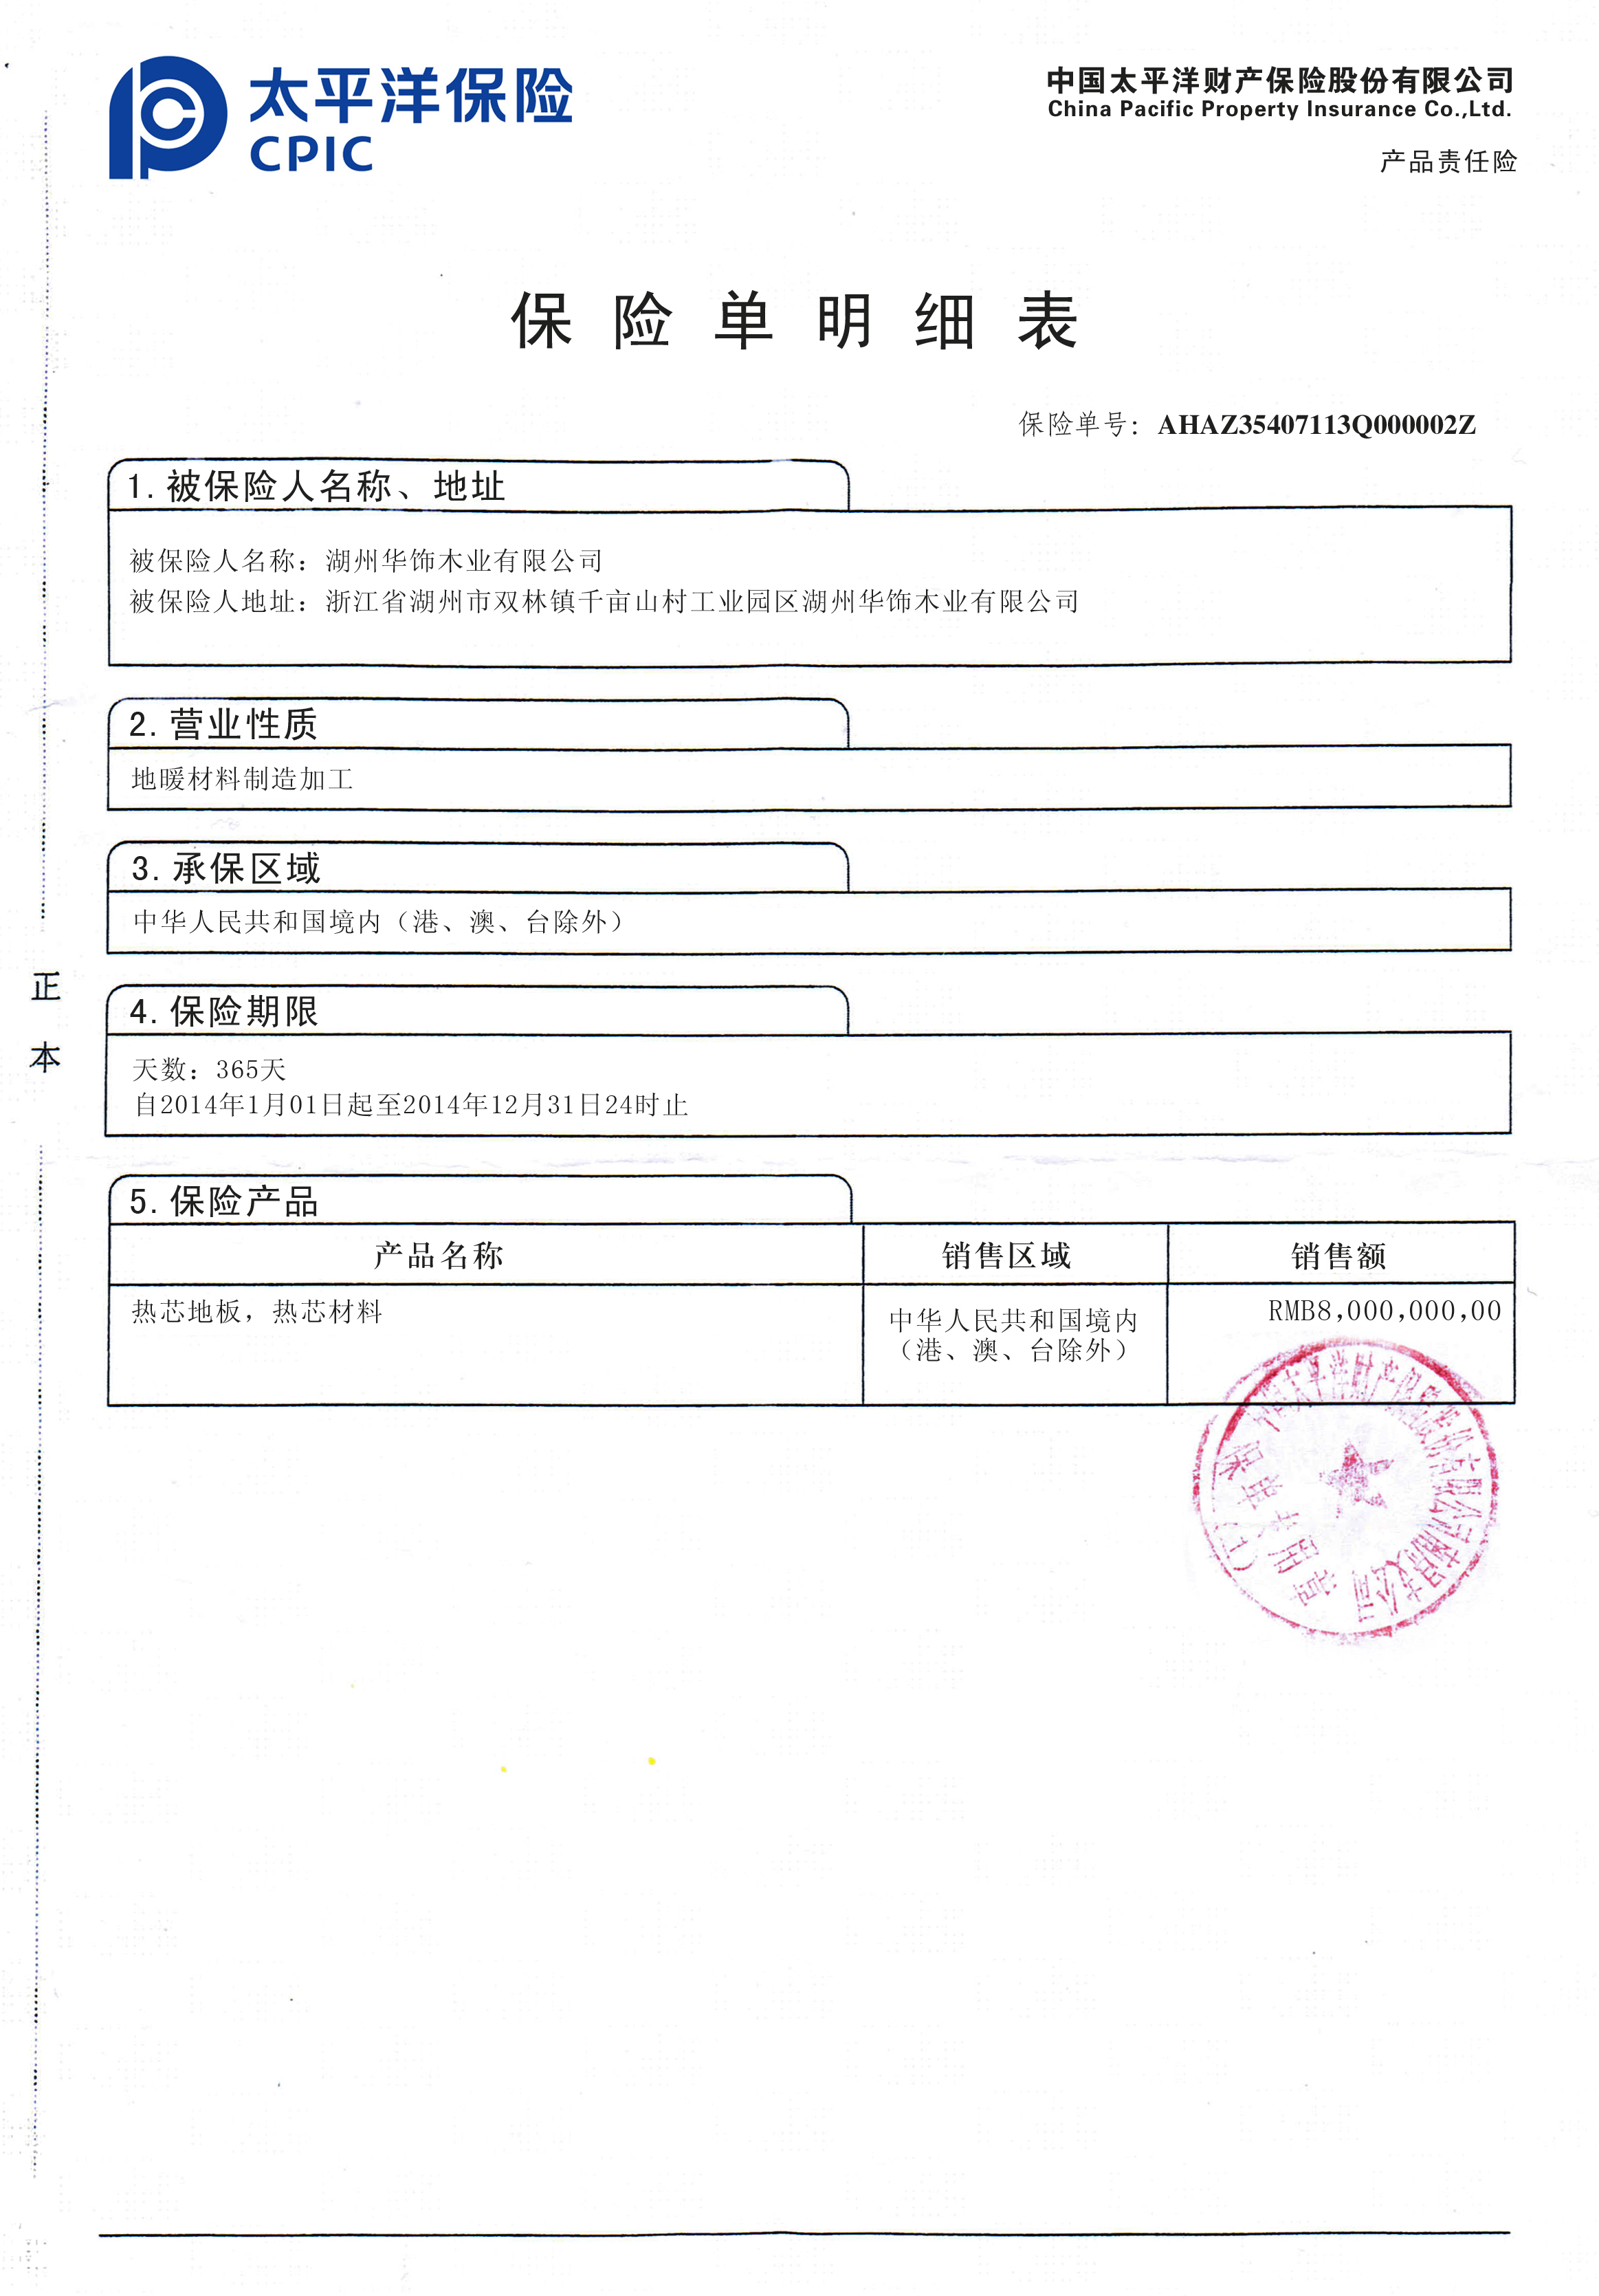 太平洋保险
CPIC
中国太平洋财产保险股份有限公司
China Pacific Property Insurance Co.,Ltd.
产品责任险
保险单明细表
保险单号：AHAZ35407113Q000002Z
1.被保险人名称、地址
被保险人名称：湖州华饰木业有限公司
被保险人地址：浙江省湖州市双林镇千亩山村工业园区湖州华饰木业有限公司
2.营业性质
地暖材料制造加工
3.承保区域
中华人民共和国境内（港、澳、台除外）
正本
4.保险期限
天数：365天
自2014年1月01日起至2014年12月31日24时止
5.保险产品
产品名称 销售区域 销售额
热芯地板，热芯材料 中华人民共和国境内 RMB8,000,000,00
（港、澳、台除外）